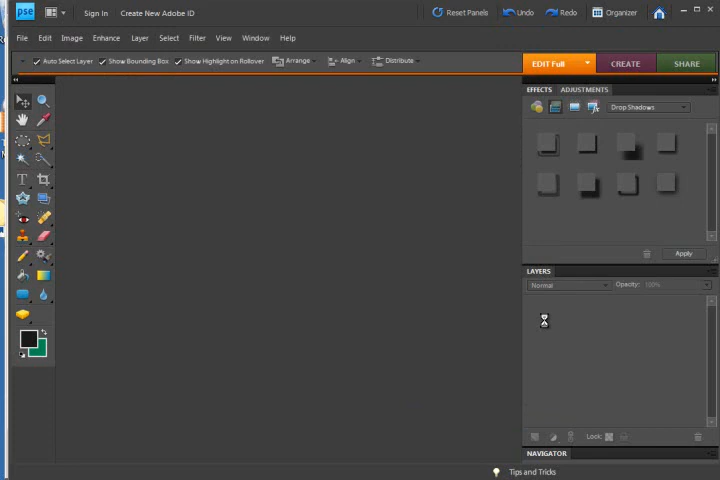 pse Sign In Create New Adobe ID Reset Panels Undo Redo Organizer
File Edit Image Enhance Layer Select Filter View Window Help
Auto Select Layer Show Bounding Box Show Highlight on Rollover Arrange Align Distribute
EDIT Full CREATE SHARE
EFFECTS ADJUSTMENTS
Drop Shadows
Apply
LAYERS
Normal Opacity: 100%
Lock:
NAVIGATOR
Tips and Tricks